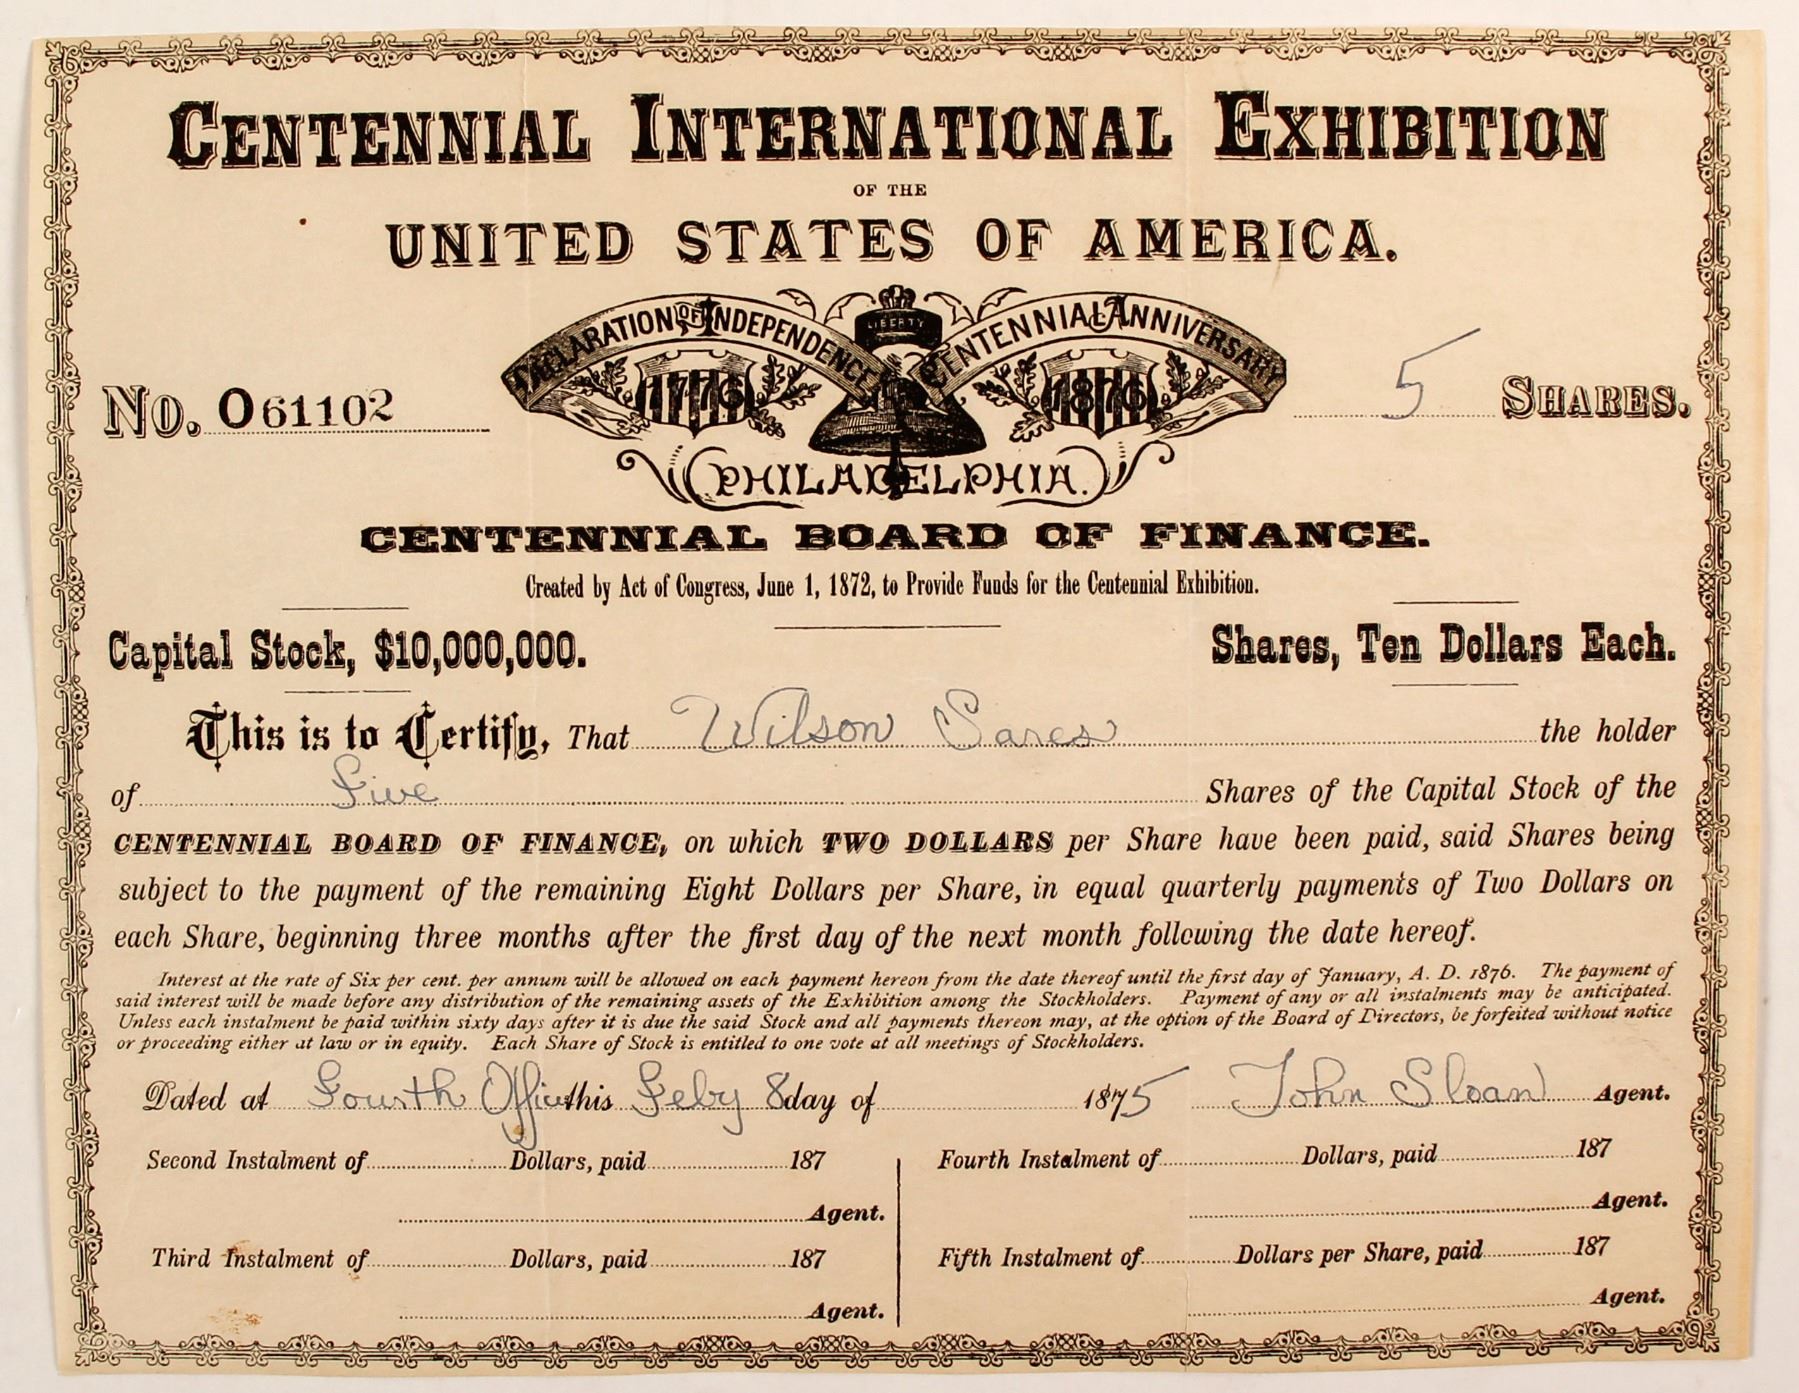 CENTENNIAL INTERNATIONAL EXHIBITION
OF THE
UNITED STATES OF AMERICA.
DECLARATION OF INDEPENDENCE
LIBERTY
CENTENNIAL ANNIVERSARY
1776
1876
No. 061102
5 SHARES.
PHILADELPHIA.
CENTENNIAL BOARD OF FINANCE.
Created by Act of Congress, June 1, 1872, to Provide Funds for the Centennial Exhibition.
Capital Stock, $10,000,000.
Shares, Ten Dollars Each.
This is to Certify, That Wilson Sares the holder
of Five Shares of the Capital Stock of the
CENTENNIAL BOARD OF FINANCE, on which TWO DOLLARS per Share have been paid, said Shares being
subject to the payment of the remaining Eight Dollars per Share, in equal quarterly payments of Two Dollars on
each Share, beginning three months after the first day of the next month following the date hereof.
Interest at the rate of Six per cent. per annum will be allowed on each payment hereon from the date thereof until the first day of January, A. D. 1876. The payment of
said interest will be made before any distribution of the remaining assets of the Exhibition among the Stockholders. Payment of any or all instalments may be anticipated.
Unless each instalment be paid within sixty days after it is due the said Stock and all payments thereon may, at the option of the Board of Directors, be forfeited without notice
or proceeding either at law or in equity. Each Share of Stock is entitled to one vote at all meetings of Stockholders.
Dated at Fourth Office this Feby 8 day of 1875 John Sloan Agent.
Second Instalment of Dollars, paid 187
Agent.
Third Instalment of Dollars, paid 187
Agent.
Fourth Instalment of Dollars, paid 187
Agent.
Fifth Instalment of Dollars per Share, paid 187
Agent.